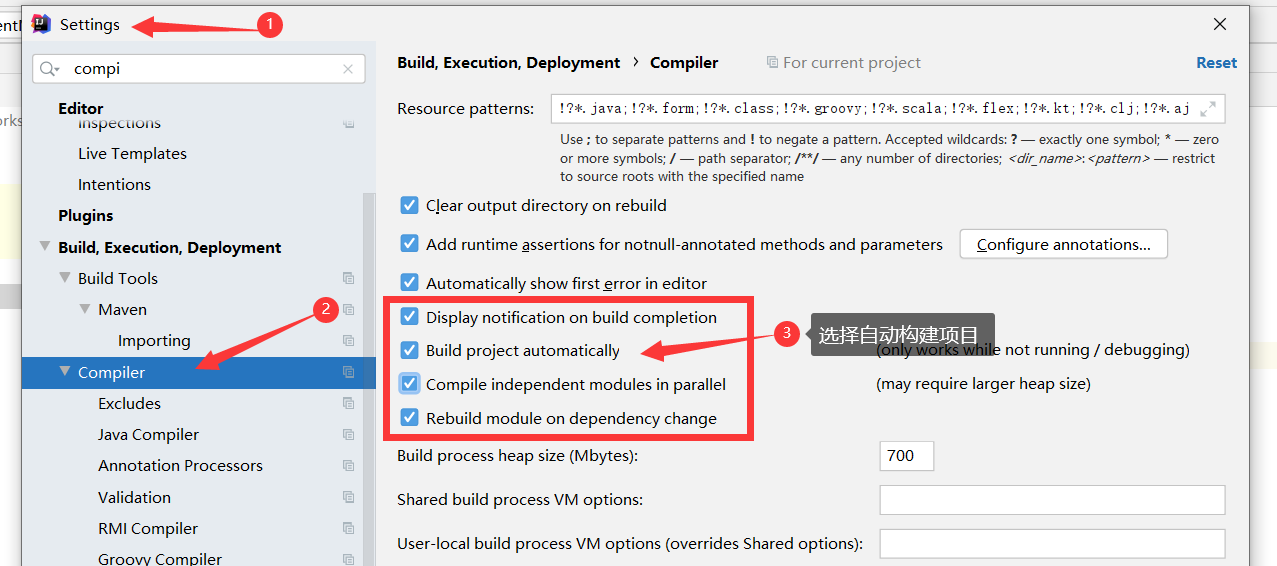 Settings
1
compi
Editor
Inspections
Live Templates
Intentions
Plugins
Build, Execution, Deployment
Build Tools
Maven
2
Importing
Compiler
Excludes
Java Compiler
Annotation Processors
Validation
RMI Compiler
Groovy Compiler
Build, Execution, Deployment › Compiler
For current project
Reset
Resource patterns:
!?*.java;!?*.form;!?*.class;!?*.groovy;!?*.scala;!?*.flex;!?*.kt;!?*.clj;!?*.aj
Use ; to separate patterns and ! to negate a pattern. Accepted wildcards: ? — exactly one symbol; * — zero
or more symbols; / — path separator; /**/ — any number of directories; <dir_name>:<pattern> — restrict
to source roots with the specified name
Clear output directory on rebuild
Add runtime assertions for notnull-annotated methods and parameters
Configure annotations...
Automatically show first error in editor
Display notification on build completion
3
选择自动构建项目
Build project automatically
(only works while not running / debugging)
Compile independent modules in parallel
(may require larger heap size)
Rebuild module on dependency change
Build process heap size (Mbytes):
700
Shared build process VM options:
User-local build process VM options (overrides Shared options):